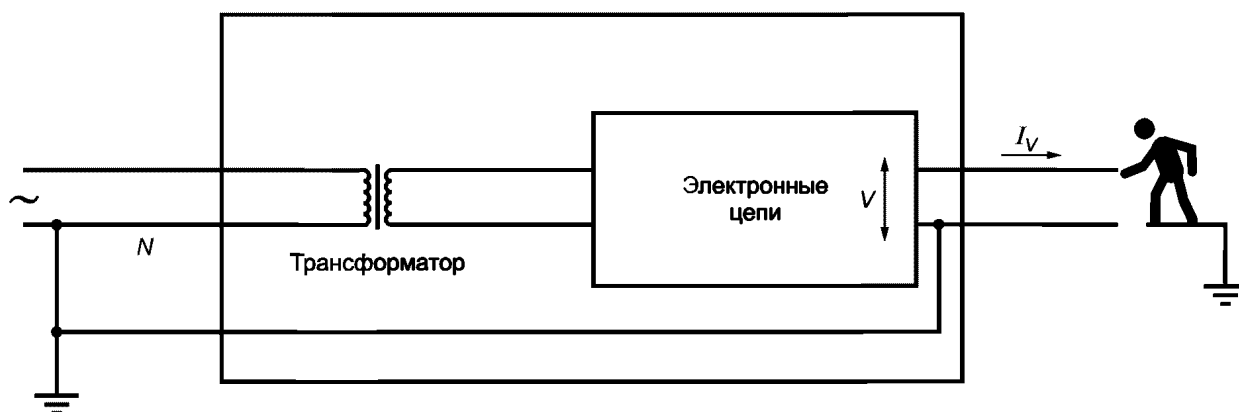 I_V
Электронные
цепи
V
~
N
Трансформатор